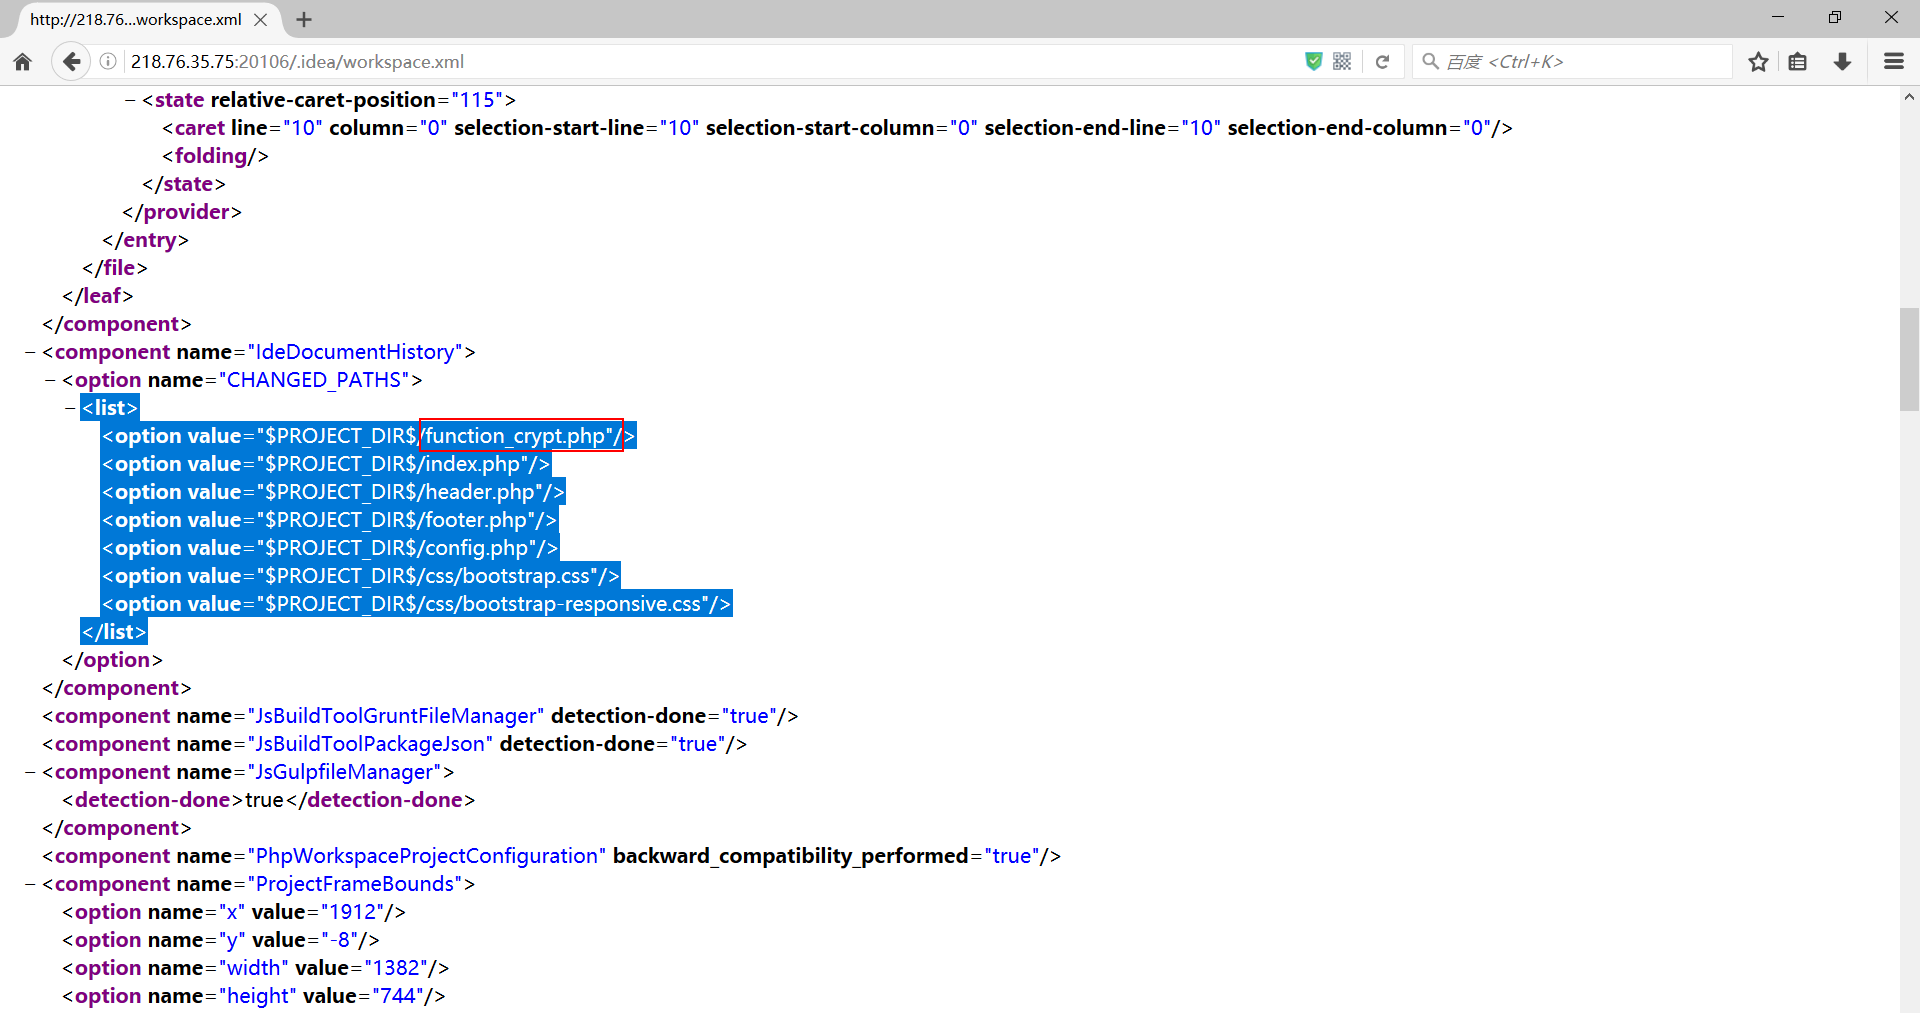 http://218.76...workspace.xml
218.76.35.75:20106/.idea/workspace.xml
百度 <Ctrl+K>
− <state relative-caret-position="115">
<caret line="10" column="0" selection-start-line="10" selection-start-column="0" selection-end-line="10" selection-end-column="0"/>
<folding/>
</state>
</provider>
</entry>
</file>
</leaf>
</component>
− <component name="IdeDocumentHistory">
− <option name="CHANGED_PATHS">
− <list>
<option value="$PROJECT_DIR$/function_crypt.php"/>
<option value="$PROJECT_DIR$/index.php"/>
<option value="$PROJECT_DIR$/header.php"/>
<option value="$PROJECT_DIR$/footer.php"/>
<option value="$PROJECT_DIR$/config.php"/>
<option value="$PROJECT_DIR$/css/bootstrap.css"/>
<option value="$PROJECT_DIR$/css/bootstrap-responsive.css"/>
</list>
</option>
</component>
<component name="JsBuildToolGruntFileManager" detection-done="true"/>
<component name="JsBuildToolPackageJson" detection-done="true"/>
− <component name="JsGulpfileManager">
<detection-done>true</detection-done>
</component>
<component name="PhpWorkspaceProjectConfiguration" backward_compatibility_performed="true"/>
− <component name="ProjectFrameBounds">
<option name="x" value="1912"/>
<option name="y" value="-8"/>
<option name="width" value="1382"/>
<option name="height" value="744"/>